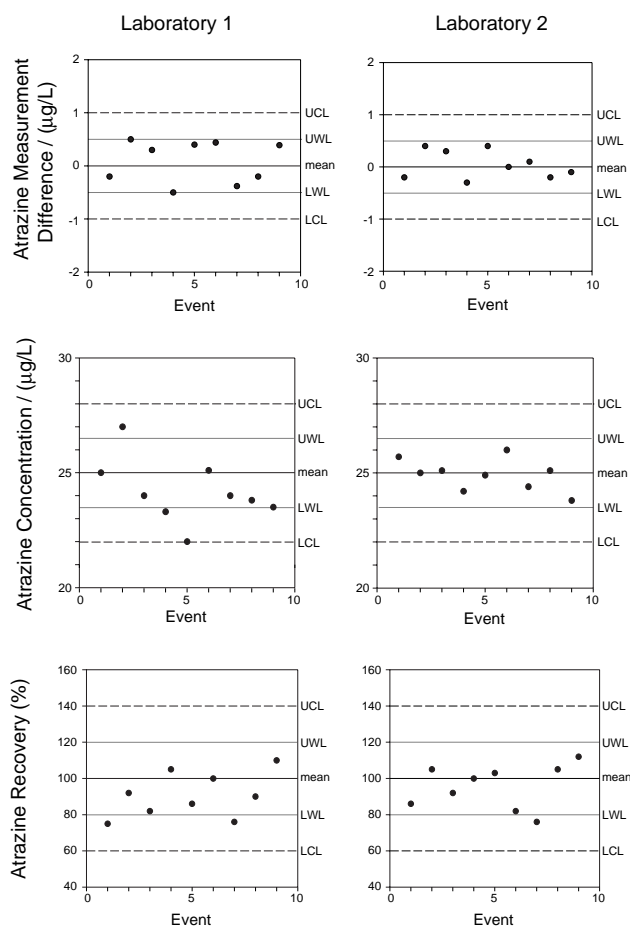 Laboratory 1
Laboratory 2
Atrazine Measurement
Difference / (µg/L)
2
1
0
-1
-2
UCL
UWL
mean
LWL
LCL
0
5
10
Event
2
1
0
-1
-2
UCL
UWL
mean
LWL
LCL
0
5
10
Event
Atrazine Concentration / (µg/L)
30
25
20
UCL
UWL
mean
LWL
LCL
0
5
10
Event
30
25
20
UCL
UWL
mean
LWL
LCL
0
5
10
Event
Atrazine Recovery (%)
160
140
120
100
80
60
40
UCL
UWL
mean
LWL
LCL
0
5
10
Event
160
140
120
100
80
60
40
UCL
UWL
mean
LWL
LCL
0
5
10
Event